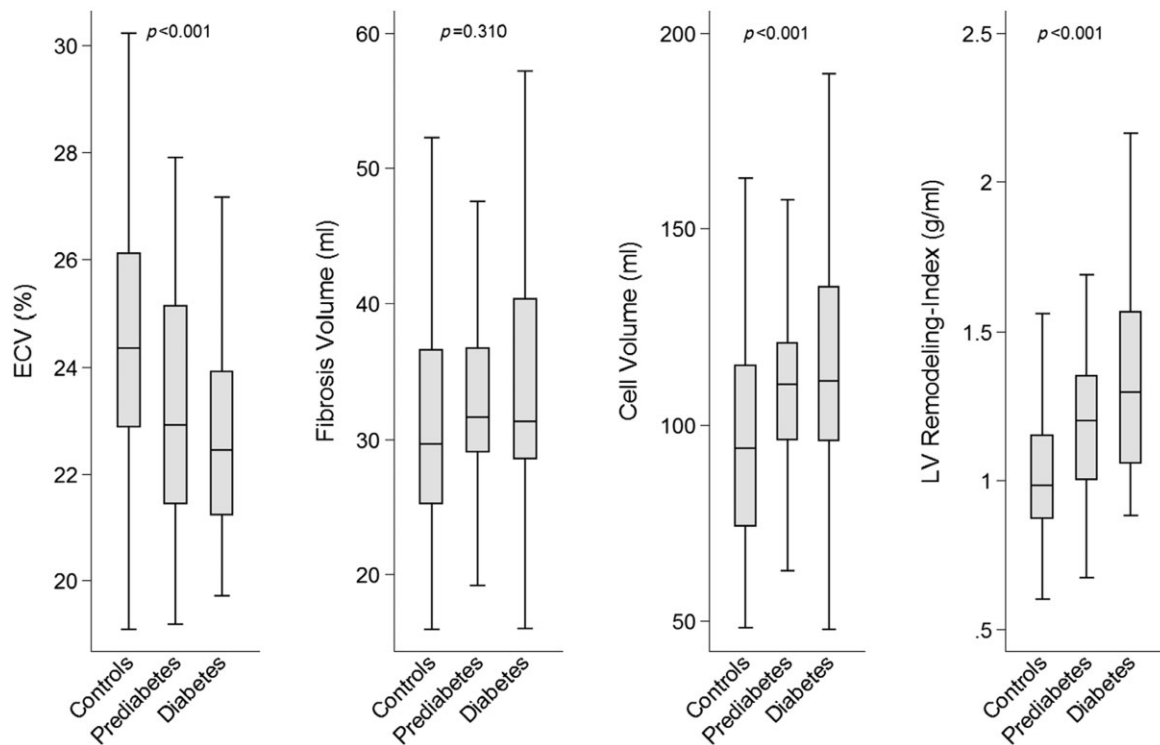 p<0.001
30
28
26
24
22
20
ECV (%)
Controls
Prediabetes
Diabetes
p=0.310
60
50
40
30
20
Fibrosis Volume (ml)
Controls
Prediabetes
Diabetes
p<0.001
200
150
100
50
Cell Volume (ml)
Controls
Prediabetes
Diabetes
p<0.001
2.5
2
1.5
1
.5
LV Remodeling-Index (g/ml)
Controls
Prediabetes
Diabetes